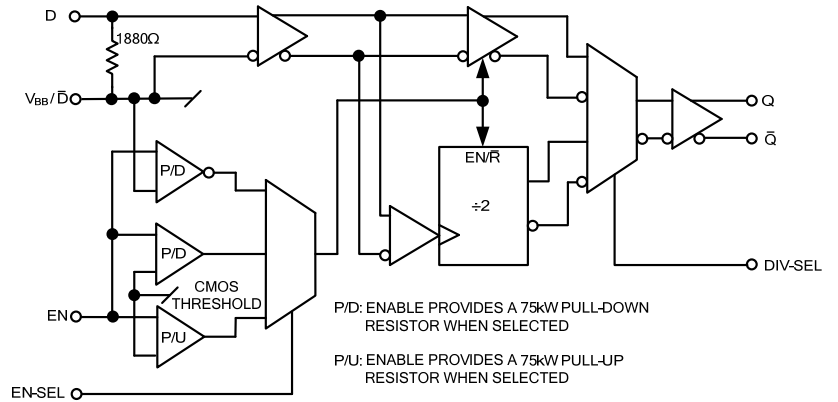 D
1880Ω
V_BB/D̅
P/D
EN/R̅
÷2
Q
Q̅
P/D
CMOS
THRESHOLD
DIV-SEL
EN
P/U
P/D: ENABLE PROVIDES A 75kW PULL-DOWN
RESISTOR WHEN SELECTED
P/U: ENABLE PROVIDES A 75kW PULL-UP
RESISTOR WHEN SELECTED
EN-SEL